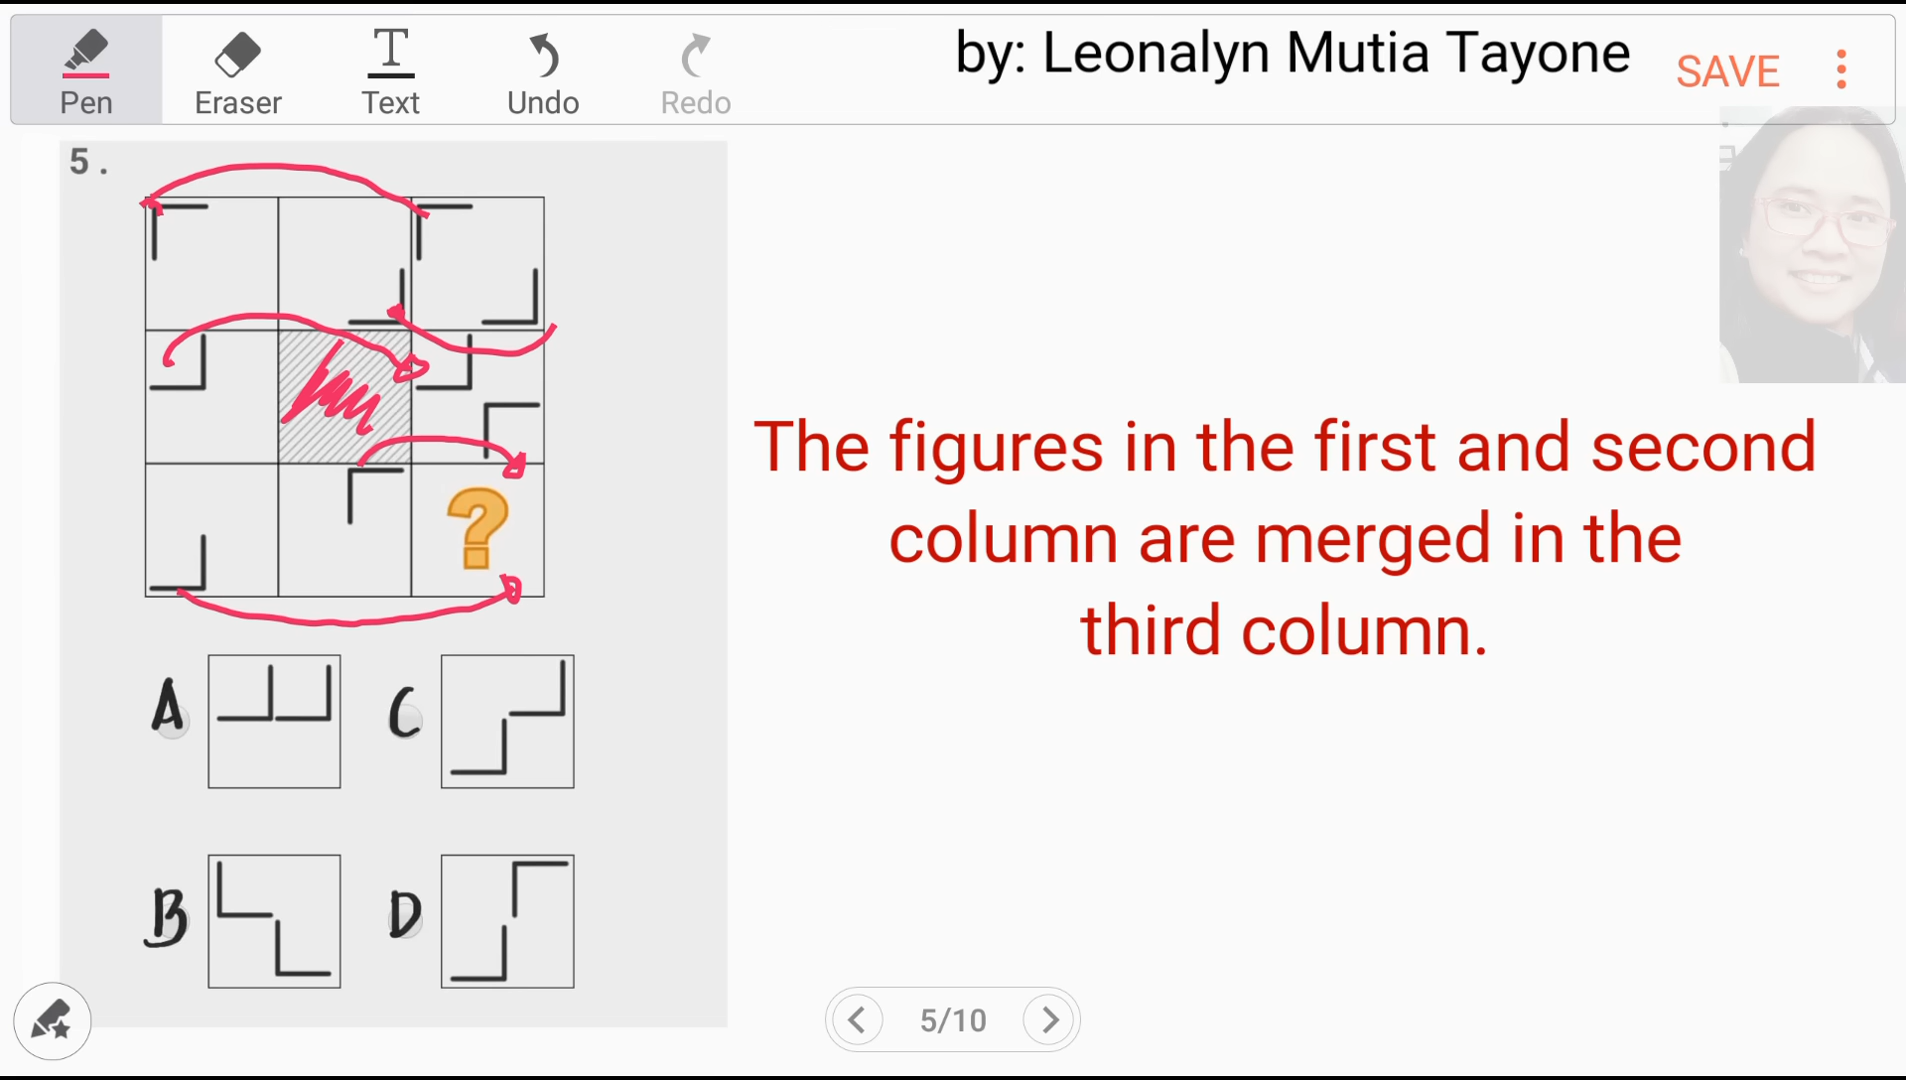 Pen
Eraser
Text
Undo
Redo
by: Leonalyn Mutia Tayone
SAVE
5 .
?
A
C
B
D
The figures in the first and second
column are merged in the
third column.
5/10